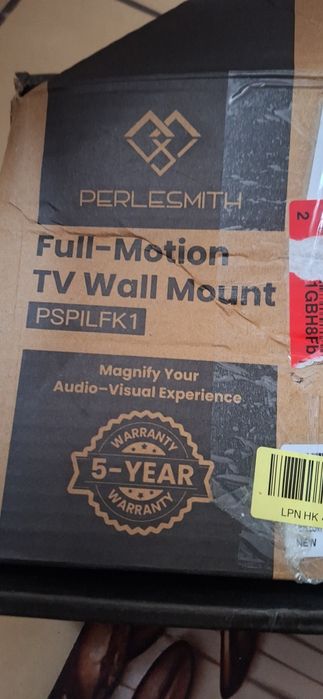 PERLESMITH
Full-Motion
TV Wall Mount
PSPILFK1
Magnify Your
Audio-Visual Experience
WARRANTY
5-YEAR
WARRANTY
2
LPN HK
NEW